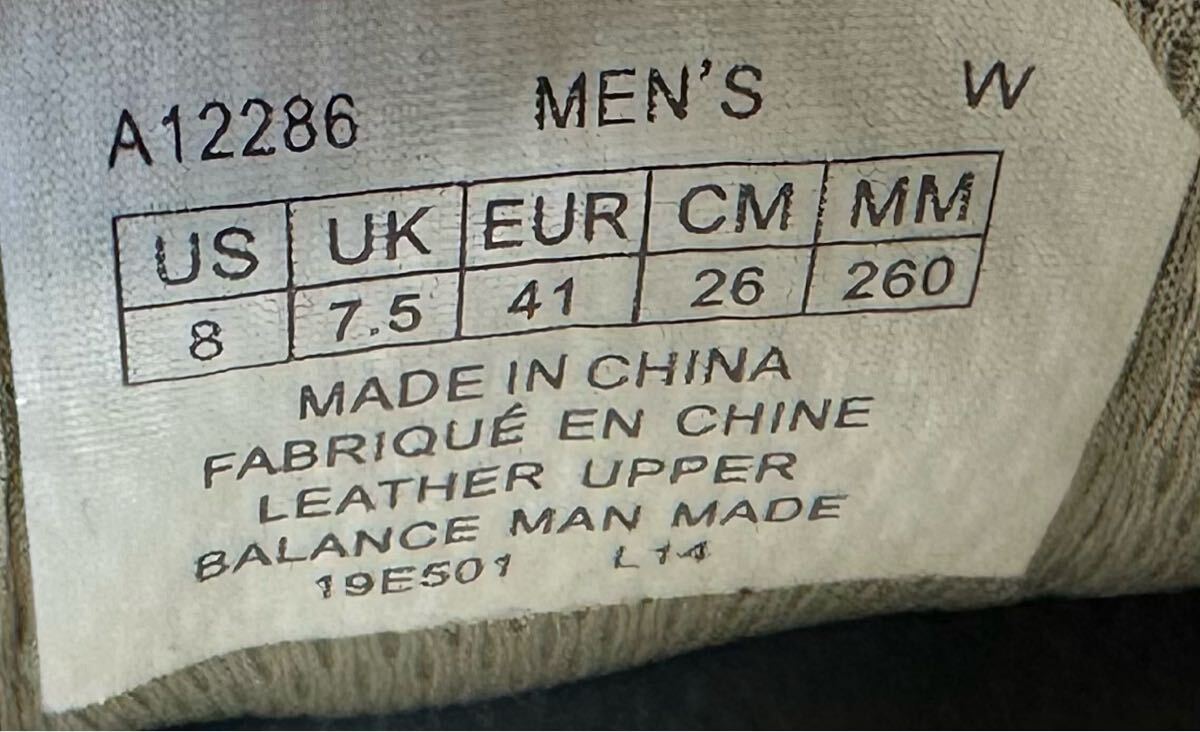 A12286 MEN'S W
US UK EUR CM MM
8 7.5 41 26 260
MADE IN CHINA
FABRIQUÉ EN CHINE
LEATHER UPPER
BALANCE MAN MADE
19E501 L14